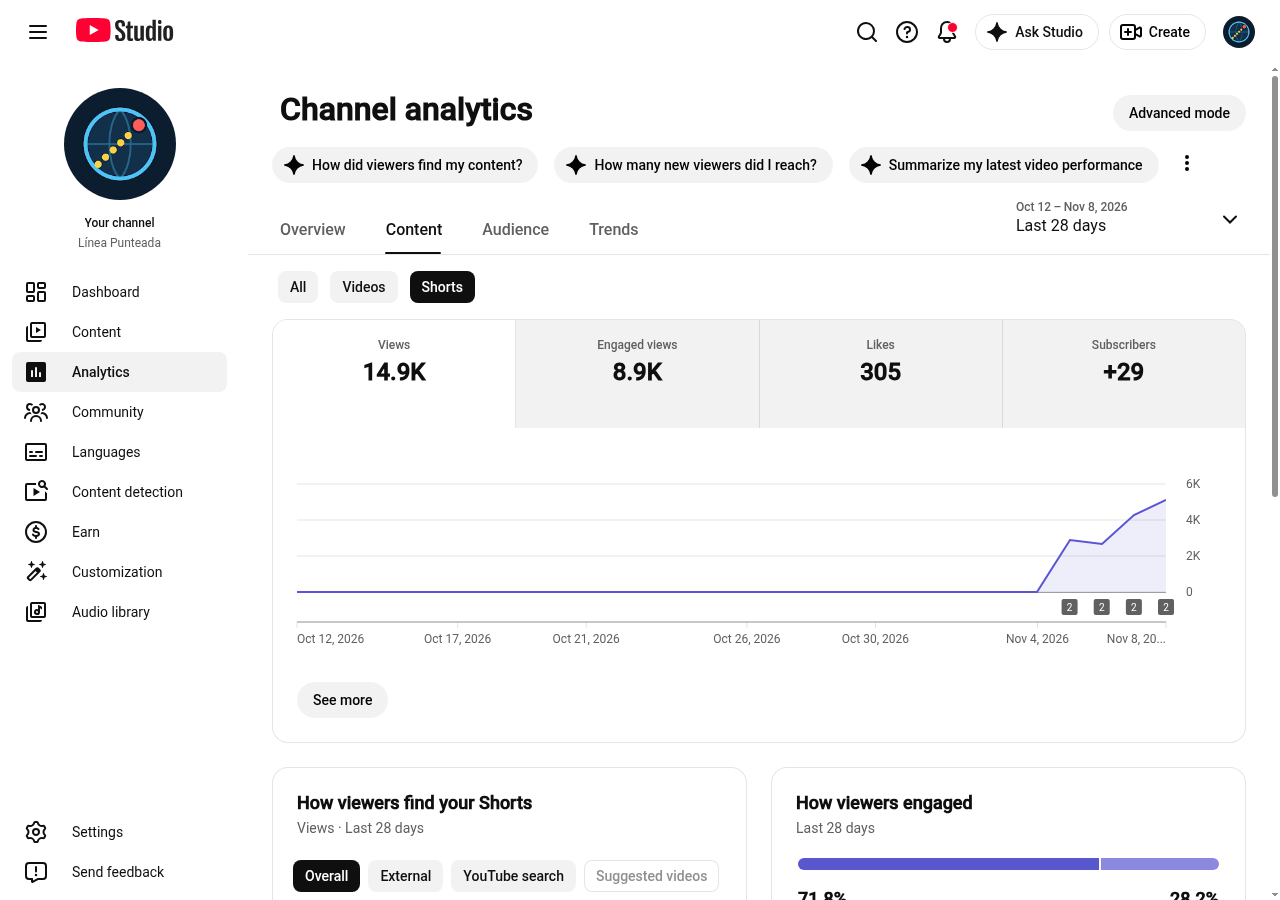 Studio
Ask Studio
Create
Your channel
Línea Punteada
Dashboard
Content
Analytics
Community
Languages
Content detection
Earn
Customization
Audio library
Settings
Send feedback
Channel analytics
Advanced mode
How did viewers find my content?
How many new viewers did I reach?
Summarize my latest video performance
Overview
Content
Audience
Trends
Oct 12 – Nov 8, 2026
Last 28 days
All
Videos
Shorts
Views
14.9K
Engaged views
8.9K
Likes
305
Subscribers
+29
6K
4K
2K
0
2 2 2 2
Oct 12, 2026
Oct 17, 2026
Oct 21, 2026
Oct 26, 2026
Oct 30, 2026
Nov 4, 2026
Nov 8, 20...
See more
How viewers find your Shorts
Views · Last 28 days
Overall
External
YouTube search
Suggested videos
How viewers engaged
Last 28 days
71.8%
28.2%